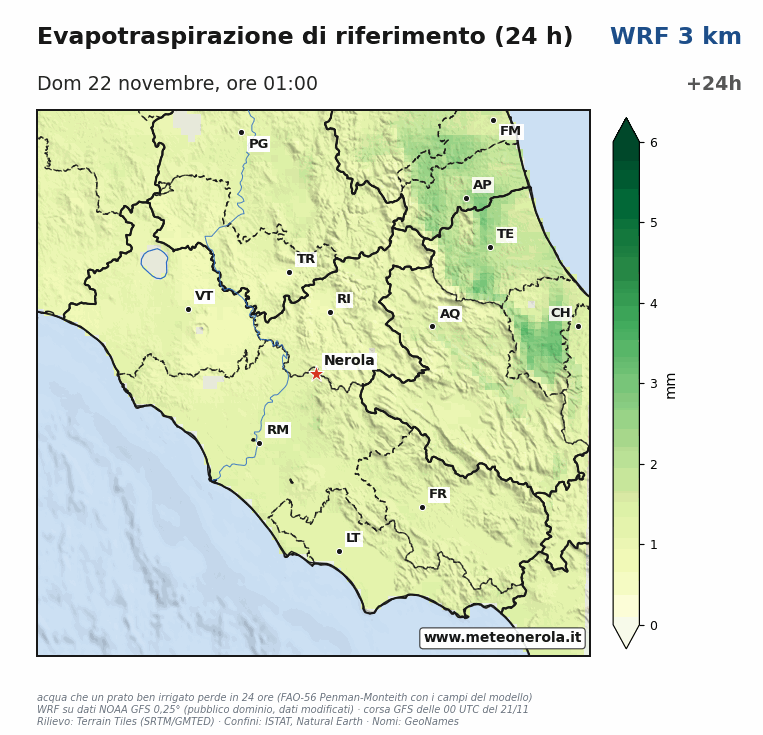 Evapotraspirazione di riferimento (24 h) WRF 3 km
Dom 22 novembre, ore 01:00 +24h
FM
PG
AP
TE
TR
VT
RI
AQ
CH
Nerola
RM
FR
LT
www.meteonerola.it
6
5
4
3
2
1
0
mm
acqua che un prato ben irrigato perde in 24 ore (FAO-56 Penman-Monteith con i campi del modello)
WRF su dati NOAA GFS 0,25° (pubblico dominio, dati modificati) · corsa GFS delle 00 UTC del 21/11
Rilievo: Terrain Tiles (SRTM/GMTED) · Confini: ISTAT, Natural Earth · Nomi: GeoNames